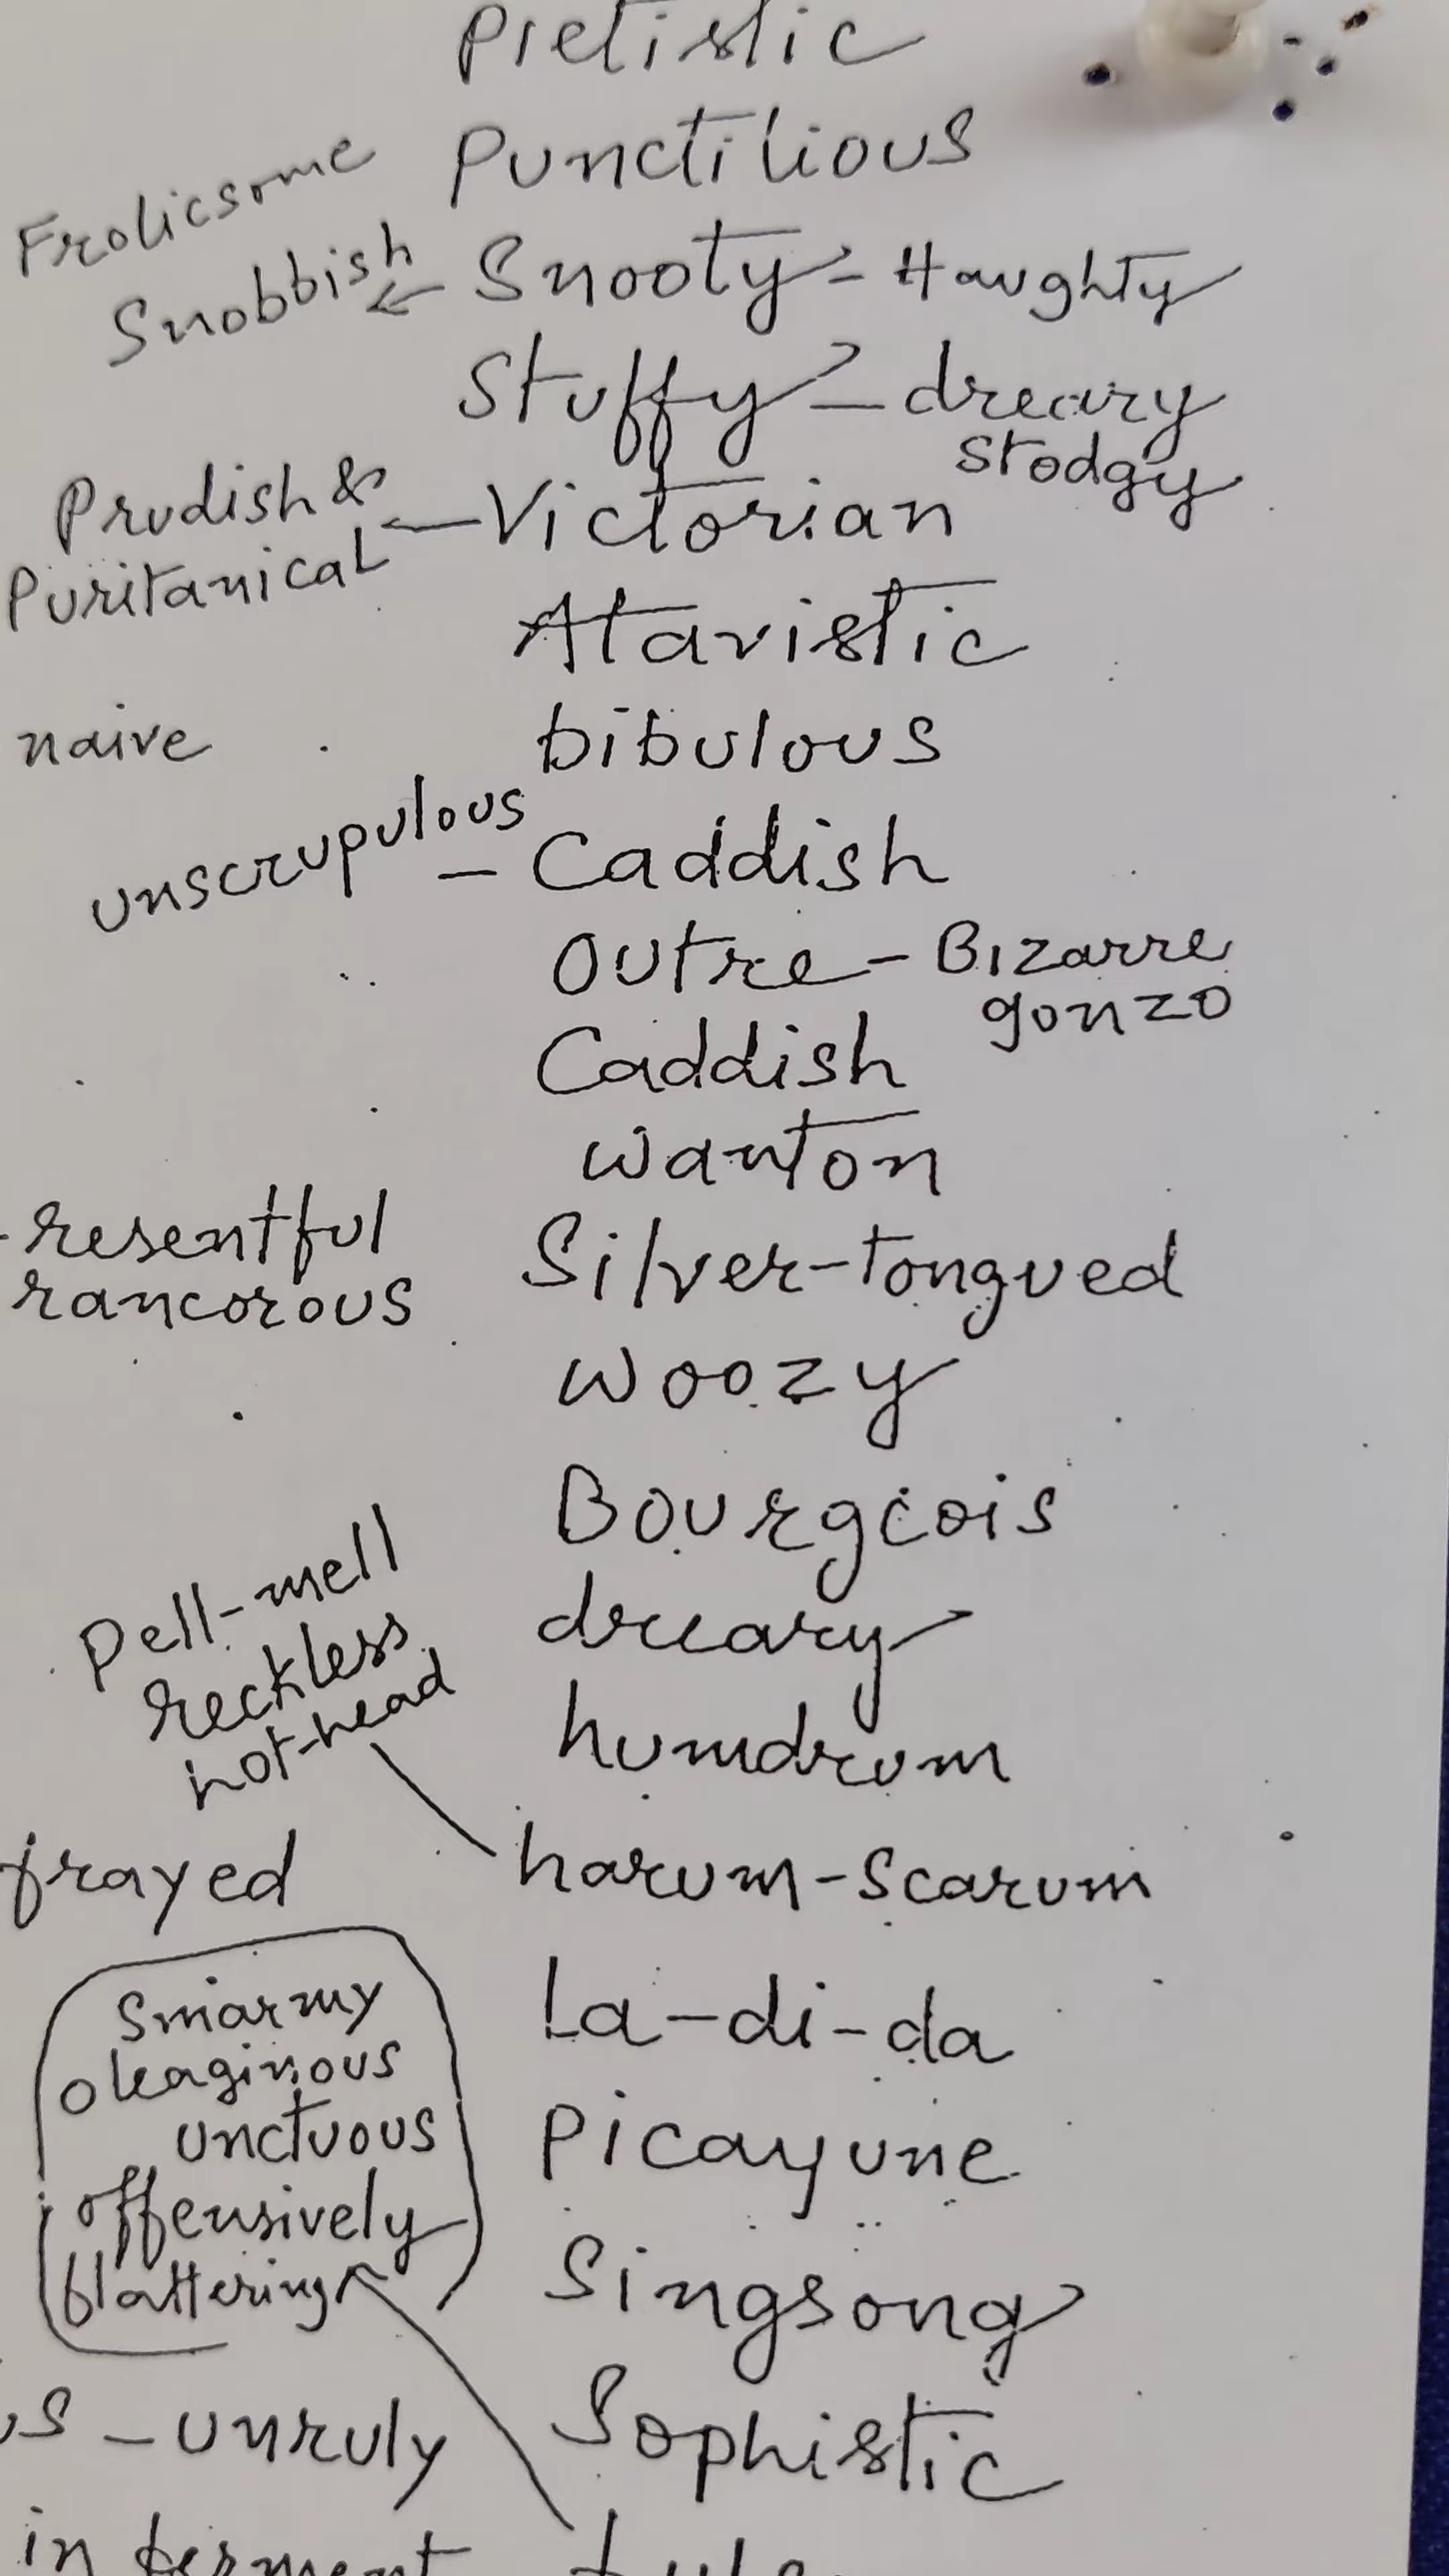 Pietistic
Punctilious
Frolicsome
Snobbish ← Snooty = Haughty
Stuffy = dreary
stodgy
Prudish &
Puritanical — Victorian
Atavistic
naive bibulous
unscrupulous – Caddish
Outre – Bizarre
gonzo
Caddish
Wanton
resentful Silver-tongued
rancorous
Woozy
Bourgeois
Pell-mell
reckless
hot-head
dreary
humdrum
harum-scarum
frayed
Smarmy
oleaginous
unctuous
offensively
flattering
La-di-da
Picayune
Singsong
– unruly Sophistic
in ferment